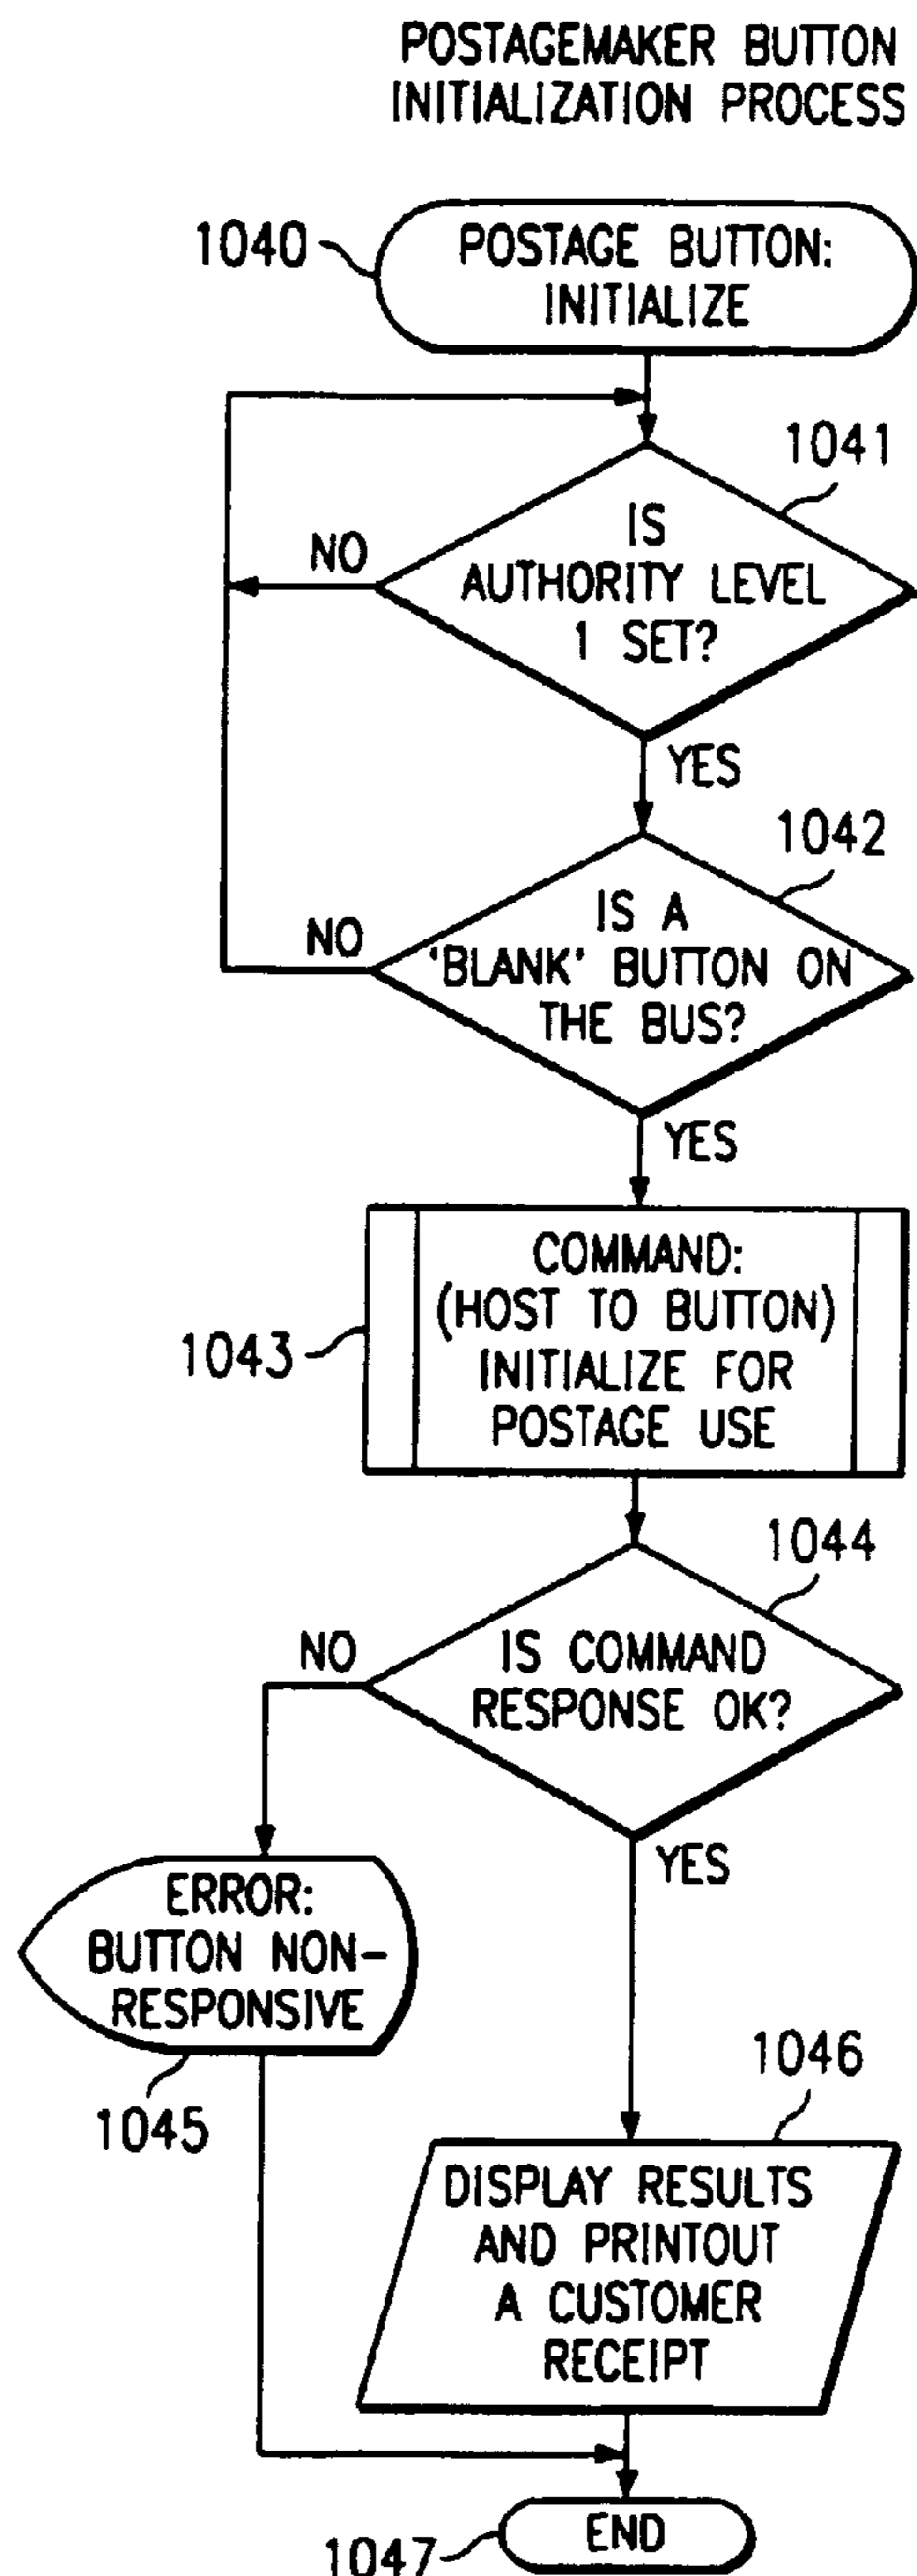 POSTAGEMAKER BUTTON
INITIALIZATION PROCESS
1040
POSTAGE BUTTON:
INITIALIZE
1041
IS
AUTHORITY LEVEL
1 SET?
NO
YES
1042
IS A
'BLANK' BUTTON ON
THE BUS?
NO
YES
1043
COMMAND:
(HOST TO BUTTON)
INITIALIZE FOR
POSTAGE USE
1044
IS COMMAND
RESPONSE OK?
NO
YES
ERROR:
BUTTON NON-
RESPONSIVE
1045
1046
DISPLAY RESULTS
AND PRINTOUT
A CUSTOMER
RECEIPT
END
1047